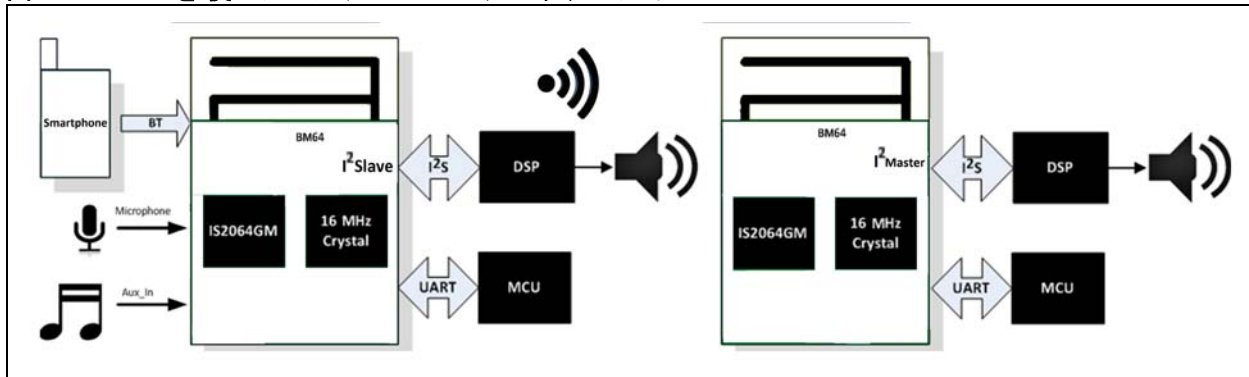 Smartphone
BT
Microphone
Aux_In
BM64
I²Slave
IS2064GM
16 MHz
Crystal
I²S
DSP
UART
MCU
BM64
I²Master
IS2064GM
16 MHz
Crystal
I²S
DSP
UART
MCU